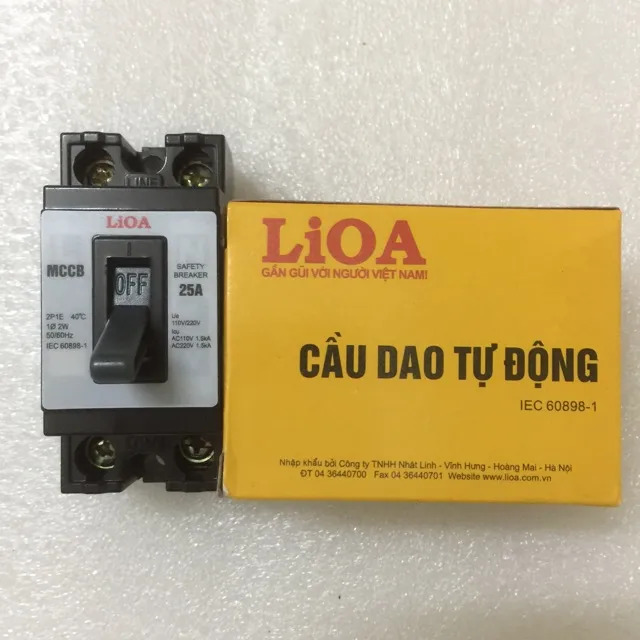 LINE
LiOA
MCCB
OFF
SAFETY
BREAKER
25A
2P1E 40°C
1Ø 2W
50/60Hz
IEC 60898-1
Ue
110V/220V
Icu
AC110V 1.5kA
AC220V 1.5kA
LiOA
GẦN GŨI VỚI NGƯỜI VIỆT NAM!
CẦU DAO TỰ ĐỘNG
IEC 60898-1
Nhập khẩu bởi Công ty TNHH Nhật Linh - Vĩnh Hưng - Hoàng Mai - Hà Nội
ĐT 04 36440700 Fax 04 36440701 Website www.lioa.com.vn